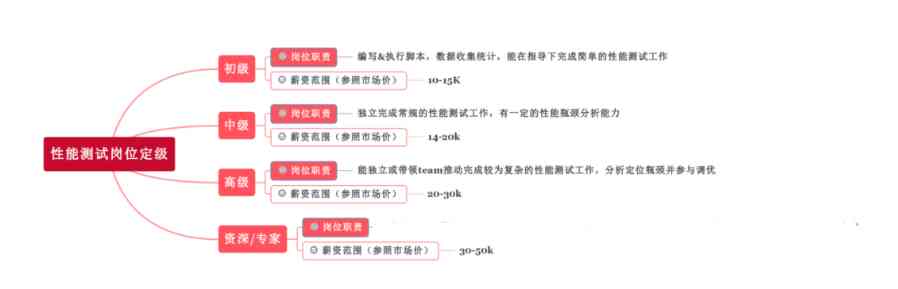 性能测试岗位定级
初级
岗位职责
编写&执行脚本，数据收集统计，能在指导下完成简单的性能测试工作
薪资范围（参照市场价）
10-15K
中级
岗位职责
独立完成常规的性能测试工作，有一定的性能瓶颈分析能力
薪资范围（参照市场价）
14-20k
高级
岗位职责
能独立或带领team推动完成较为复杂的性能测试工作，分析定位瓶颈并参与调优
薪资范围（参照市场价）
20-30k
资深/专家
岗位职责
薪资范围（参照市场价）
30-50k